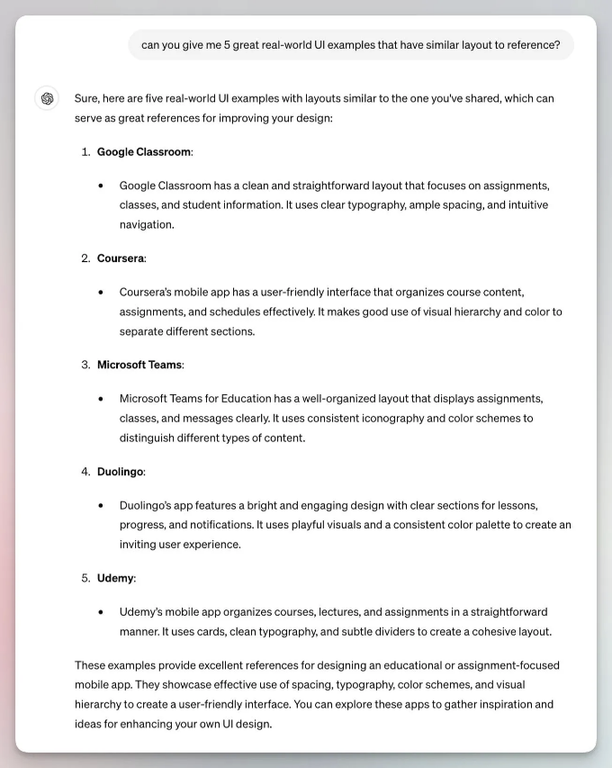 can you give me 5 great real-world UI examples that have similar layout to reference?
Sure, here are five real-world UI examples with layouts similar to the one you've shared, which can
serve as great references for improving your design:
1. Google Classroom:
• Google Classroom has a clean and straightforward layout that focuses on assignments,
classes, and student information. It uses clear typography, ample spacing, and intuitive
navigation.
2. Coursera:
• Coursera's mobile app has a user-friendly interface that organizes course content,
assignments, and schedules effectively. It makes good use of visual hierarchy and color to
separate different sections.
3. Microsoft Teams:
• Microsoft Teams for Education has a well-organized layout that displays assignments,
classes, and messages clearly. It uses consistent iconography and color schemes to
distinguish different types of content.
4. Duolingo:
• Duolingo's app features a bright and engaging design with clear sections for lessons,
progress, and notifications. It uses playful visuals and a consistent color palette to create an
inviting user experience.
5. Udemy:
• Udemy's mobile app organizes courses, lectures, and assignments in a straightforward
manner. It uses cards, clean typography, and subtle dividers to create a cohesive layout.
These examples provide excellent references for designing an educational or assignment-focused
mobile app. They showcase effective use of spacing, typography, color schemes, and visual
hierarchy to create a user-friendly interface. You can explore these apps to gather inspiration and
ideas for enhancing your own UI design.